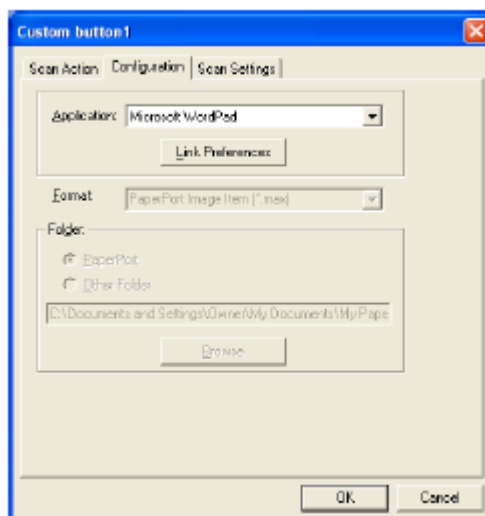 Custom button1
Scan Action Configuration Scan Settings
Application: Microsoft WordPad
Link Preferences
Format PaperPort Image Item (*.max)
Folder:
PaperPort
Other Folder
C:\Documents and Settings\Owner\My Documents\My Pape
Browse
OK Cancel